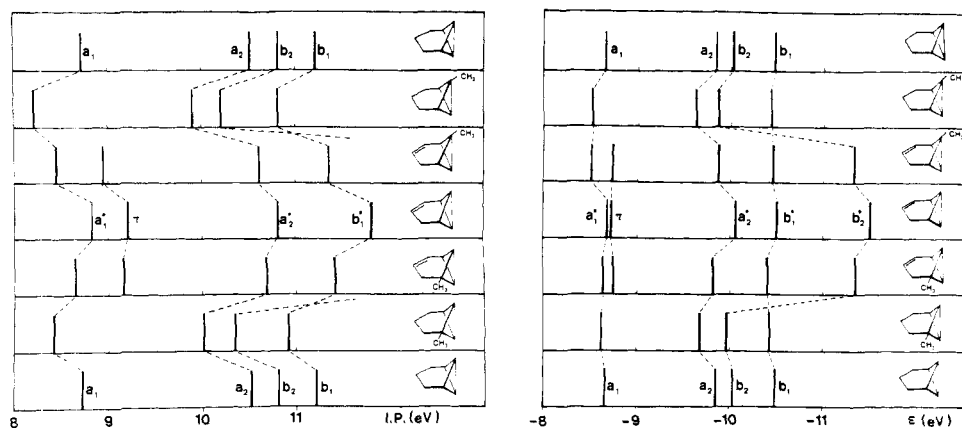 a₁ a₂ b₂ b₁
CH₃
CH₃
a₁* π a₂* b₁*
CH₃
CH₃
a₁ a₂ b₂ b₁
8 9 10 11 I.P.(eV)
a₁ a₂ b₂ b₁
CH₃
CH₃
a₁* π a₂* b₁* b₂*
CH₃
CH₃
a₁ a₂ b₂ b₁
-8 -9 -10 -11 ε(eV)